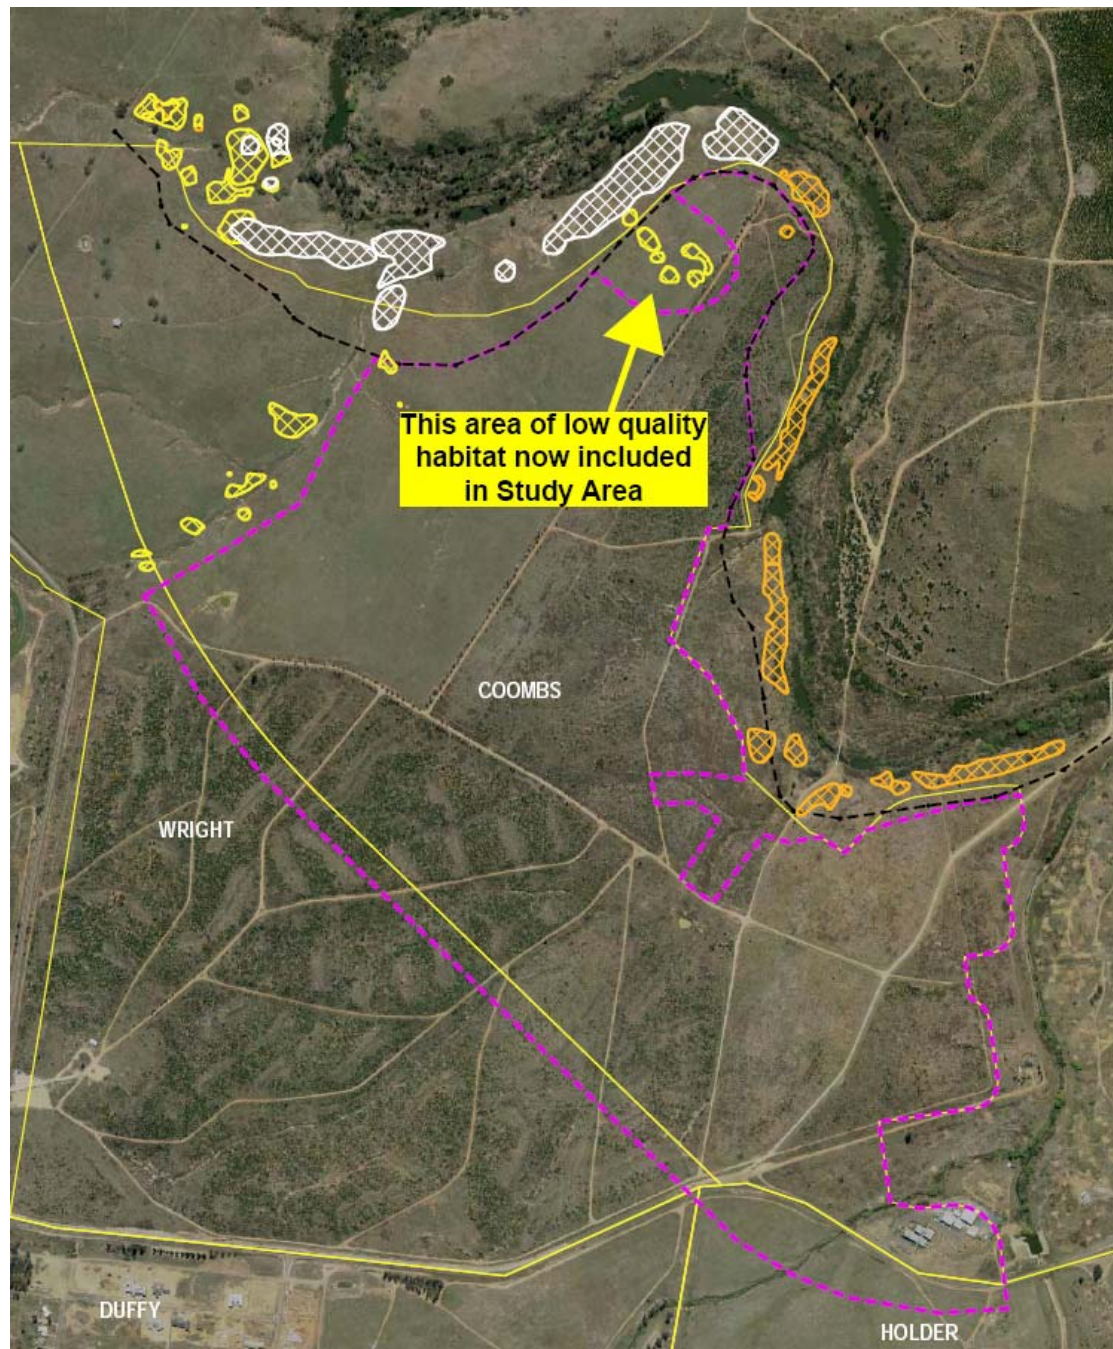 This area of low quality
habitat now included
in Study Area
COOMBS
WRIGHT
DUFFY
HOLDER